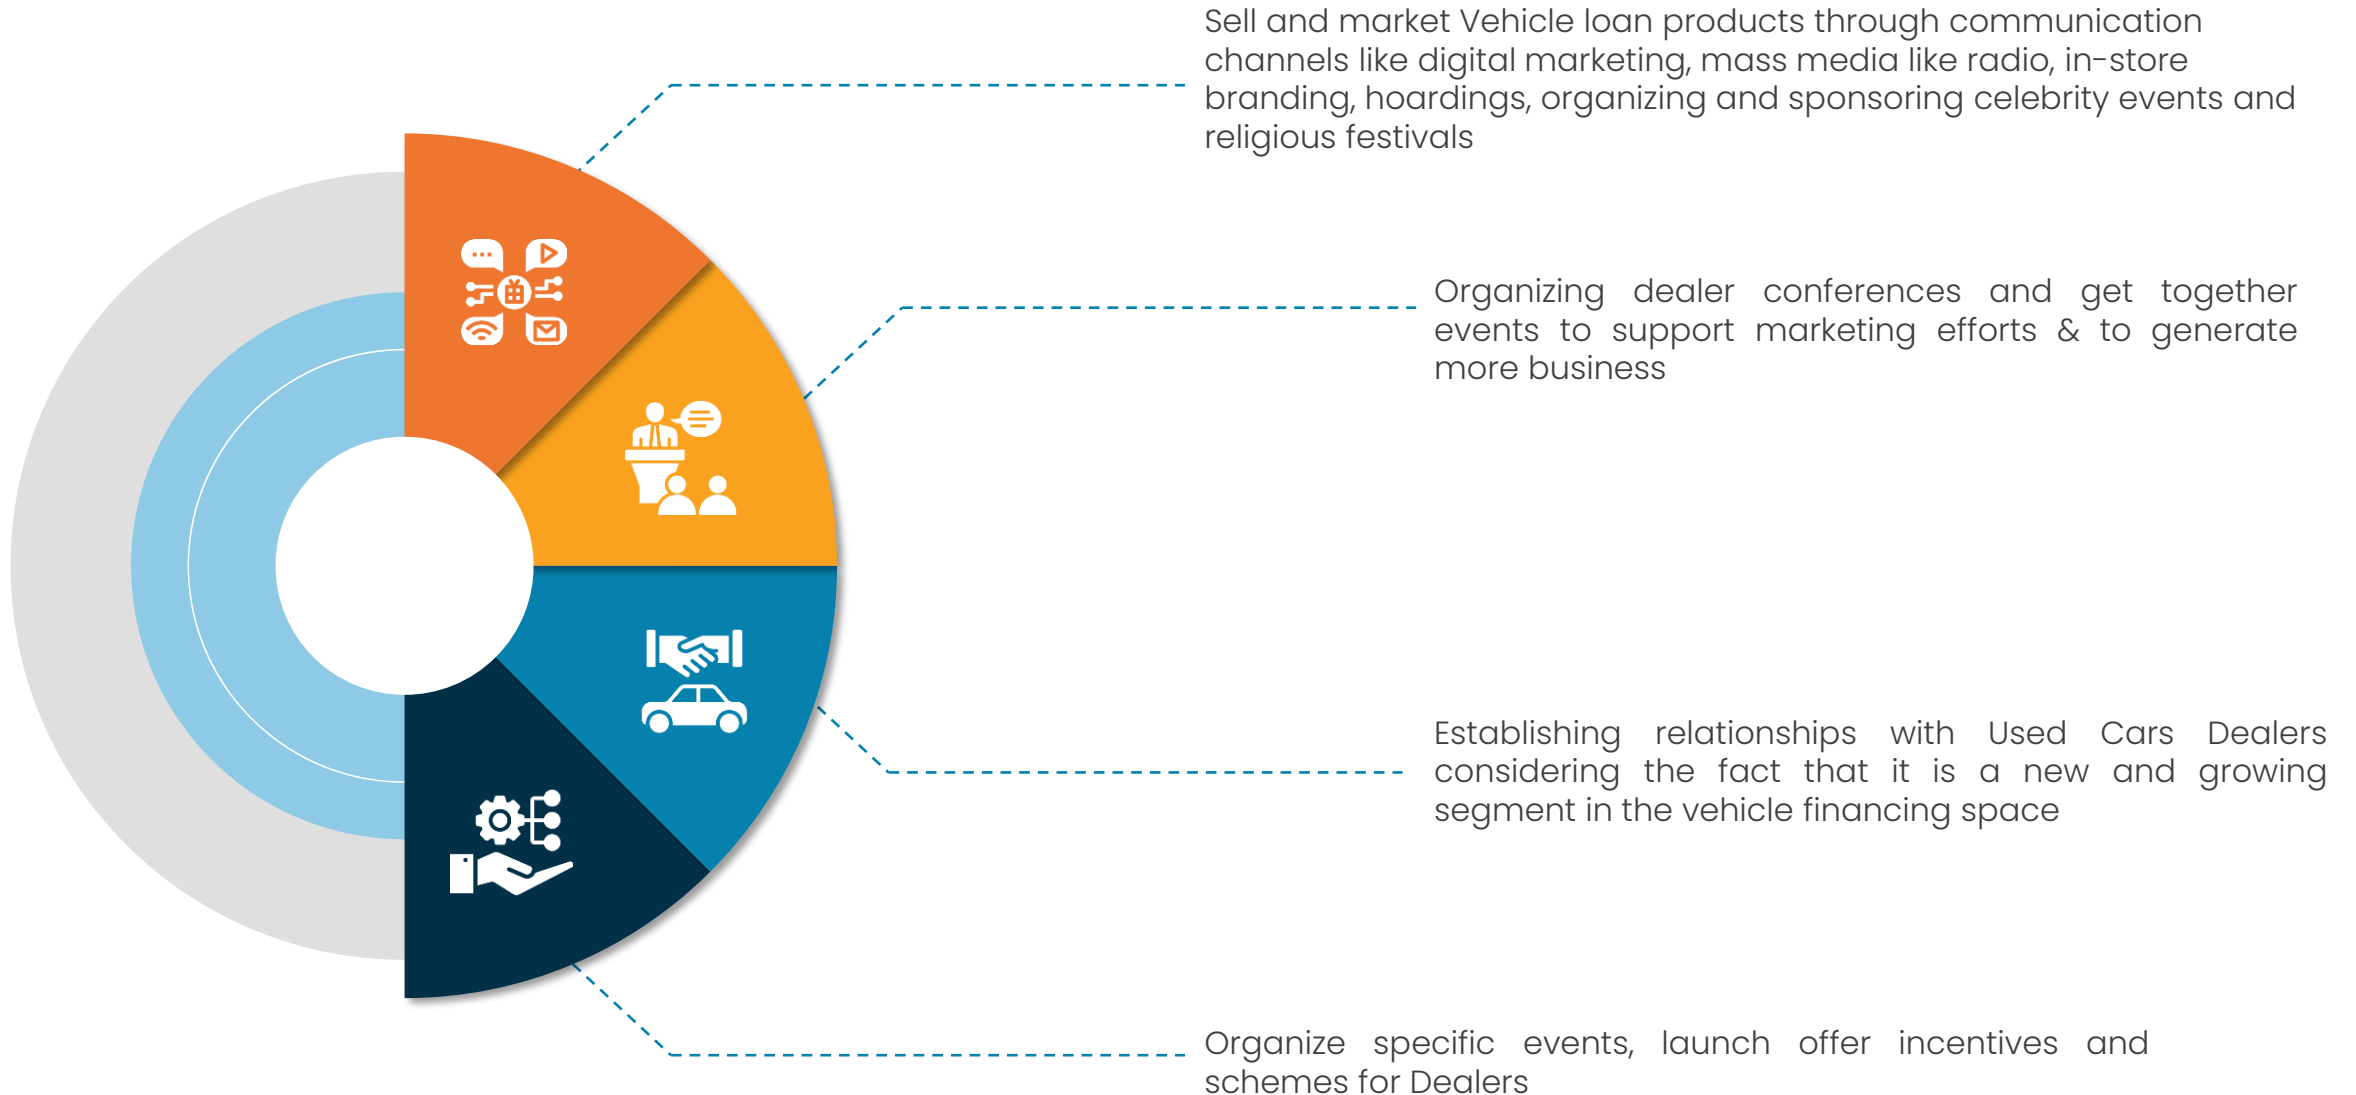 Sell and market Vehicle loan products through communication
channels like digital marketing, mass media like radio, in-store
branding, hoardings, organizing and sponsoring celebrity events and
religious festivals
Organizing dealer conferences and get together
events to support marketing efforts & to generate
more business
Establishing relationships with Used Cars Dealers
considering the fact that it is a new and growing
segment in the vehicle financing space
Organize specific events, launch offer incentives and
schemes for Dealers